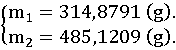 m₁ = 314,8791 (g).
m₂ = 485,1209 (g).